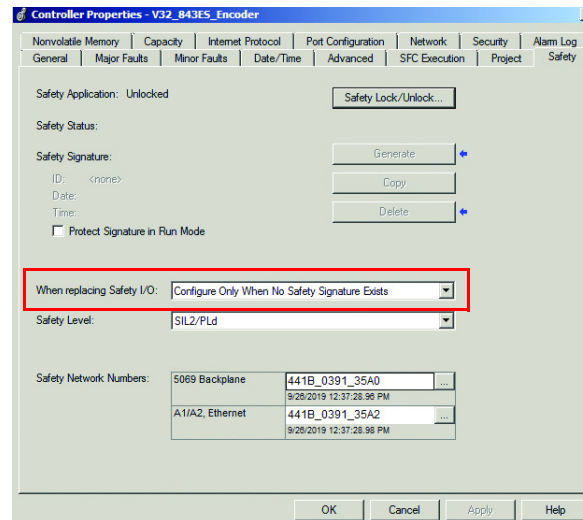 Controller Properties - V32_843ES_Encoder
Nonvolatile Memory Capacity Internet Protocol Port Configuration Network Security Alarm Log
General Major Faults Minor Faults Date/Time Advanced SFC Execution Project Safety
Safety Application: Unlocked
Safety Lock/Unlock...
Safety Status:
Safety Signature:
Generate
ID: <none>
Copy
Date:
Time:
Delete
Protect Signature in Run Mode
When replacing Safety I/O: Configure Only When No Safety Signature Exists
Safety Level: SIL2/PLd
Safety Network Numbers: 5069 Backplane 441B_0391_35A0 ...
9/26/2019 12:37:28.96 PM
A1/A2, Ethernet 441B_0391_35A2 ...
9/26/2019 12:37:28.98 PM
OK Cancel Apply Help